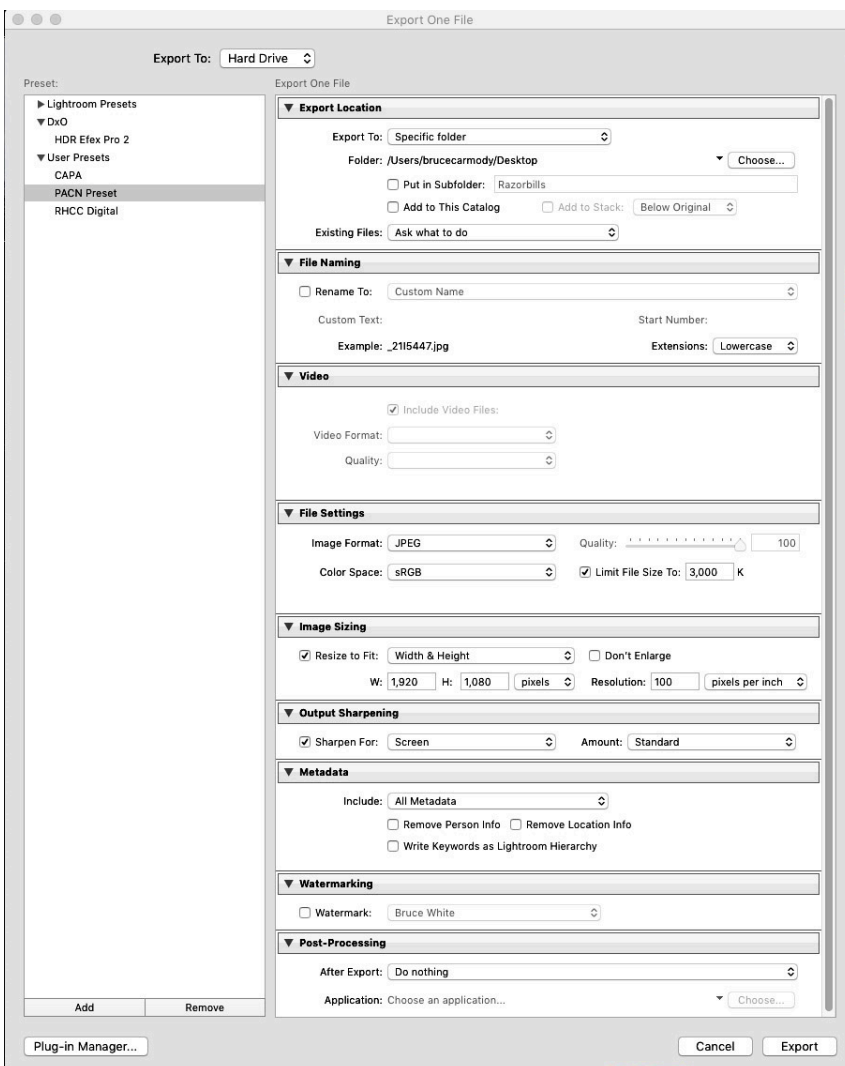 Export One File
Export To: Hard Drive
Preset:
Lightroom Presets
DxO
HDR Efex Pro 2
User Presets
CAPA
PACN Preset
RHCC Digital
Add Remove
Export One File
Export Location
Export To: Specific folder
Folder: /Users/brucecarmody/Desktop Choose...
Put in Subfolder: Razorbills
Add to This Catalog Add to Stack: Below Original
Existing Files: Ask what to do
File Naming
Rename To: Custom Name
Custom Text: Start Number:
Example: _21I5447.jpg Extensions: Lowercase
Video
Include Video Files:
Video Format:
Quality:
File Settings
Image Format: JPEG Quality: 100
Color Space: sRGB Limit File Size To: 3,000 K
Image Sizing
Resize to Fit: Width & Height Don't Enlarge
W: 1,920 H: 1,080 pixels Resolution: 100 pixels per inch
Output Sharpening
Sharpen For: Screen Amount: Standard
Metadata
Include: All Metadata
Remove Person Info Remove Location Info
Write Keywords as Lightroom Hierarchy
Watermarking
Watermark: Bruce White
Post-Processing
After Export: Do nothing
Application: Choose an application... Choose...
Plug-in Manager... Cancel Export